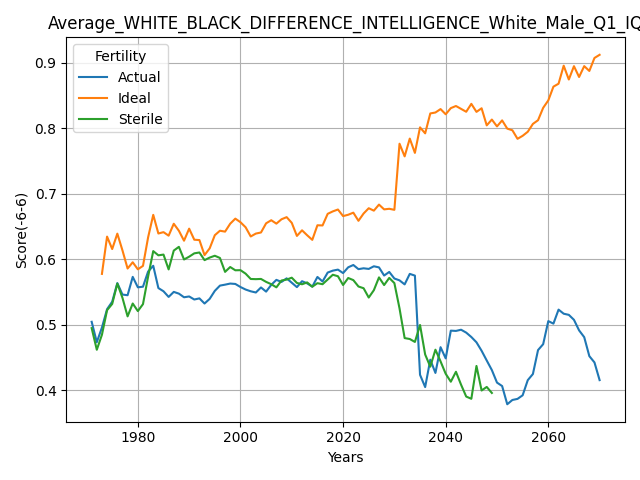 Average_WHITE_BLACK_DIFFERENCE_INTELLIGENCE_White_Male_Q1_IQ
Fertility
Actual
Ideal
Sterile
Score(-6-6)
0.9
0.8
0.7
0.6
0.5
0.4
1980
2000
2020
2040
2060
Years